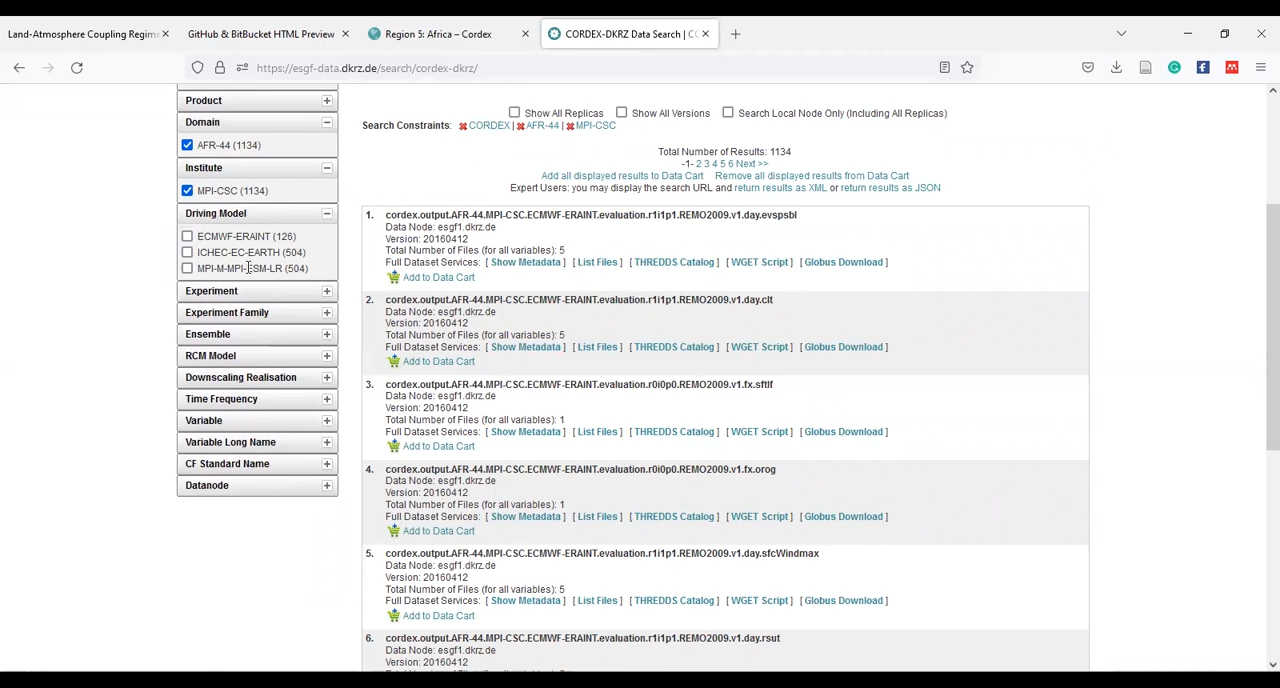 Land-Atmosphere Coupling Regime
GitHub & BitBucket HTML Preview
Region 5: Africa – Cordex
CORDEX-DKRZ Data Search | CO
https://esgf-data.dkrz.de/search/cordex-dkrz/
Product
Domain
AFR-44 (1134)
Institute
MPI-CSC (1134)
Driving Model
ECMWF-ERAINT (126)
ICHEC-EC-EARTH (504)
MPI-M-MPI-ESM-LR (504)
Experiment
Experiment Family
Ensemble
RCM Model
Downscaling Realisation
Time Frequency
Variable
Variable Long Name
CF Standard Name
Datanode
Show All Replicas Show All Versions Search Local Node Only (Including All Replicas)
Search Constraints: CORDEX | AFR-44 | MPI-CSC
Total Number of Results: 1134
-1- 2 3 4 5 6 Next >>
Add all displayed results to Data Cart Remove all displayed results from Data Cart
Expert Users: you may display the search URL and return results as XML or return results as JSON
1. cordex.output.AFR-44.MPI-CSC.ECMWF-ERAINT.evaluation.r1i1p1.REMO2009.v1.day.evspsbl
Data Node: esgf1.dkrz.de
Version: 20160412
Total Number of Files (for all variables): 5
Full Dataset Services: [ Show Metadata ] [ List Files ] [ THREDDS Catalog ] [ WGET Script ] [ Globus Download ]
Add to Data Cart
2. cordex.output.AFR-44.MPI-CSC.ECMWF-ERAINT.evaluation.r1i1p1.REMO2009.v1.day.clt
Data Node: esgf1.dkrz.de
Version: 20160412
Total Number of Files (for all variables): 5
Full Dataset Services: [ Show Metadata ] [ List Files ] [ THREDDS Catalog ] [ WGET Script ] [ Globus Download ]
Add to Data Cart
3. cordex.output.AFR-44.MPI-CSC.ECMWF-ERAINT.evaluation.r0i0p0.REMO2009.v1.fx.sftlf
Data Node: esgf1.dkrz.de
Version: 20160412
Total Number of Files (for all variables): 1
Full Dataset Services: [ Show Metadata ] [ List Files ] [ THREDDS Catalog ] [ WGET Script ] [ Globus Download ]
Add to Data Cart
4. cordex.output.AFR-44.MPI-CSC.ECMWF-ERAINT.evaluation.r0i0p0.REMO2009.v1.fx.orog
Data Node: esgf1.dkrz.de
Version: 20160412
Total Number of Files (for all variables): 1
Full Dataset Services: [ Show Metadata ] [ List Files ] [ THREDDS Catalog ] [ WGET Script ] [ Globus Download ]
Add to Data Cart
5. cordex.output.AFR-44.MPI-CSC.ECMWF-ERAINT.evaluation.r1i1p1.REMO2009.v1.day.sfcWindmax
Data Node: esgf1.dkrz.de
Version: 20160412
Total Number of Files (for all variables): 5
Full Dataset Services: [ Show Metadata ] [ List Files ] [ THREDDS Catalog ] [ WGET Script ] [ Globus Download ]
Add to Data Cart
6. cordex.output.AFR-44.MPI-CSC.ECMWF-ERAINT.evaluation.r1i1p1.REMO2009.v1.day.rsut
Data Node: esgf1.dkrz.de
Version: 20160412